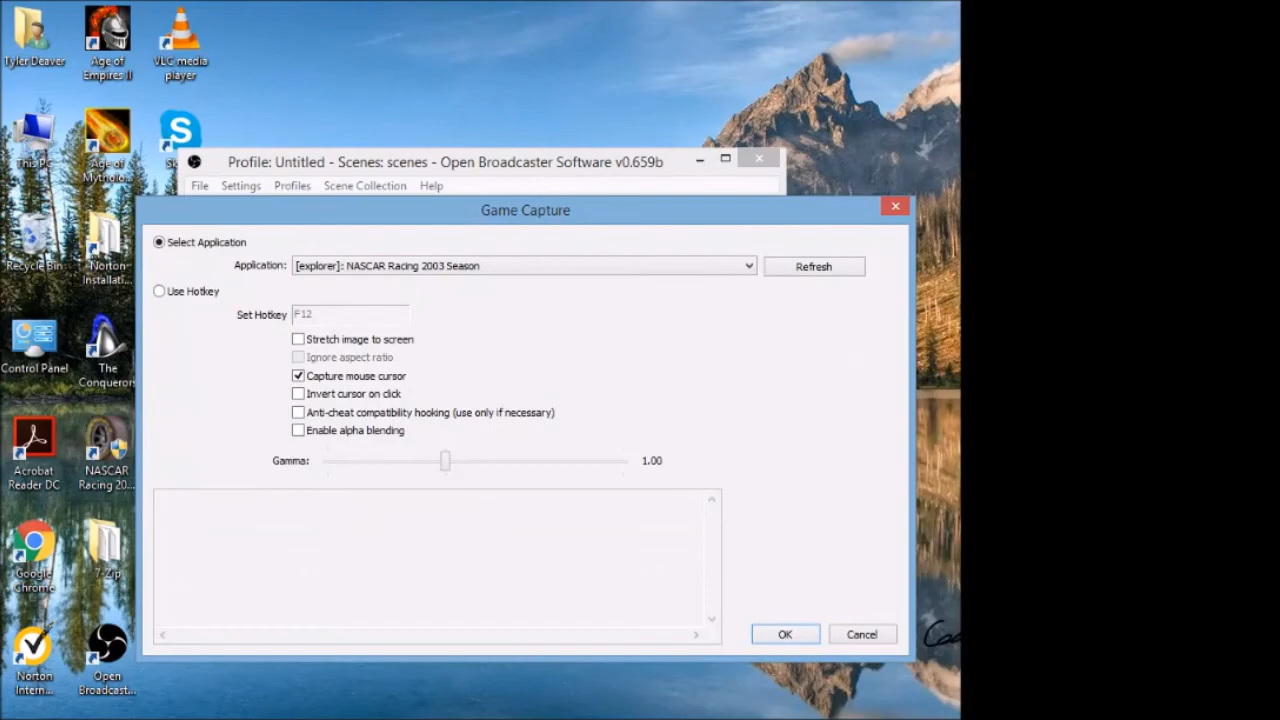 Tyler Deaver
Age of
Empires II
VLC media
player
Profile: Untitled - Scenes: scenes - Open Broadcaster Software v0.659b
File Settings Profiles Scene Collection Help
This PC
Age of
Mytholo...
Game Capture
Select Application
Application: [explorer]: NASCAR Racing 2003 Season
Refresh
Use Hotkey
Set Hotkey F12
Stretch image to screen
Ignore aspect ratio
Capture mouse cursor
Invert cursor on click
Anti-cheat compatibility hooking (use only if necessary)
Enable alpha blending
Gamma: 1.00
OK
Cancel
Recycle Bin
Norton
Installati...
Control Panel
The
Conquerors
Acrobat
Reader DC
NASCAR
Racing 20...
Google
Chrome
7-Zip
Norton
Intern...
Open
Broadcast...